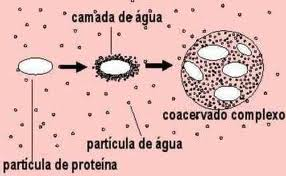 camada de água
coacervado complexo
partícula de água
partícula de proteína